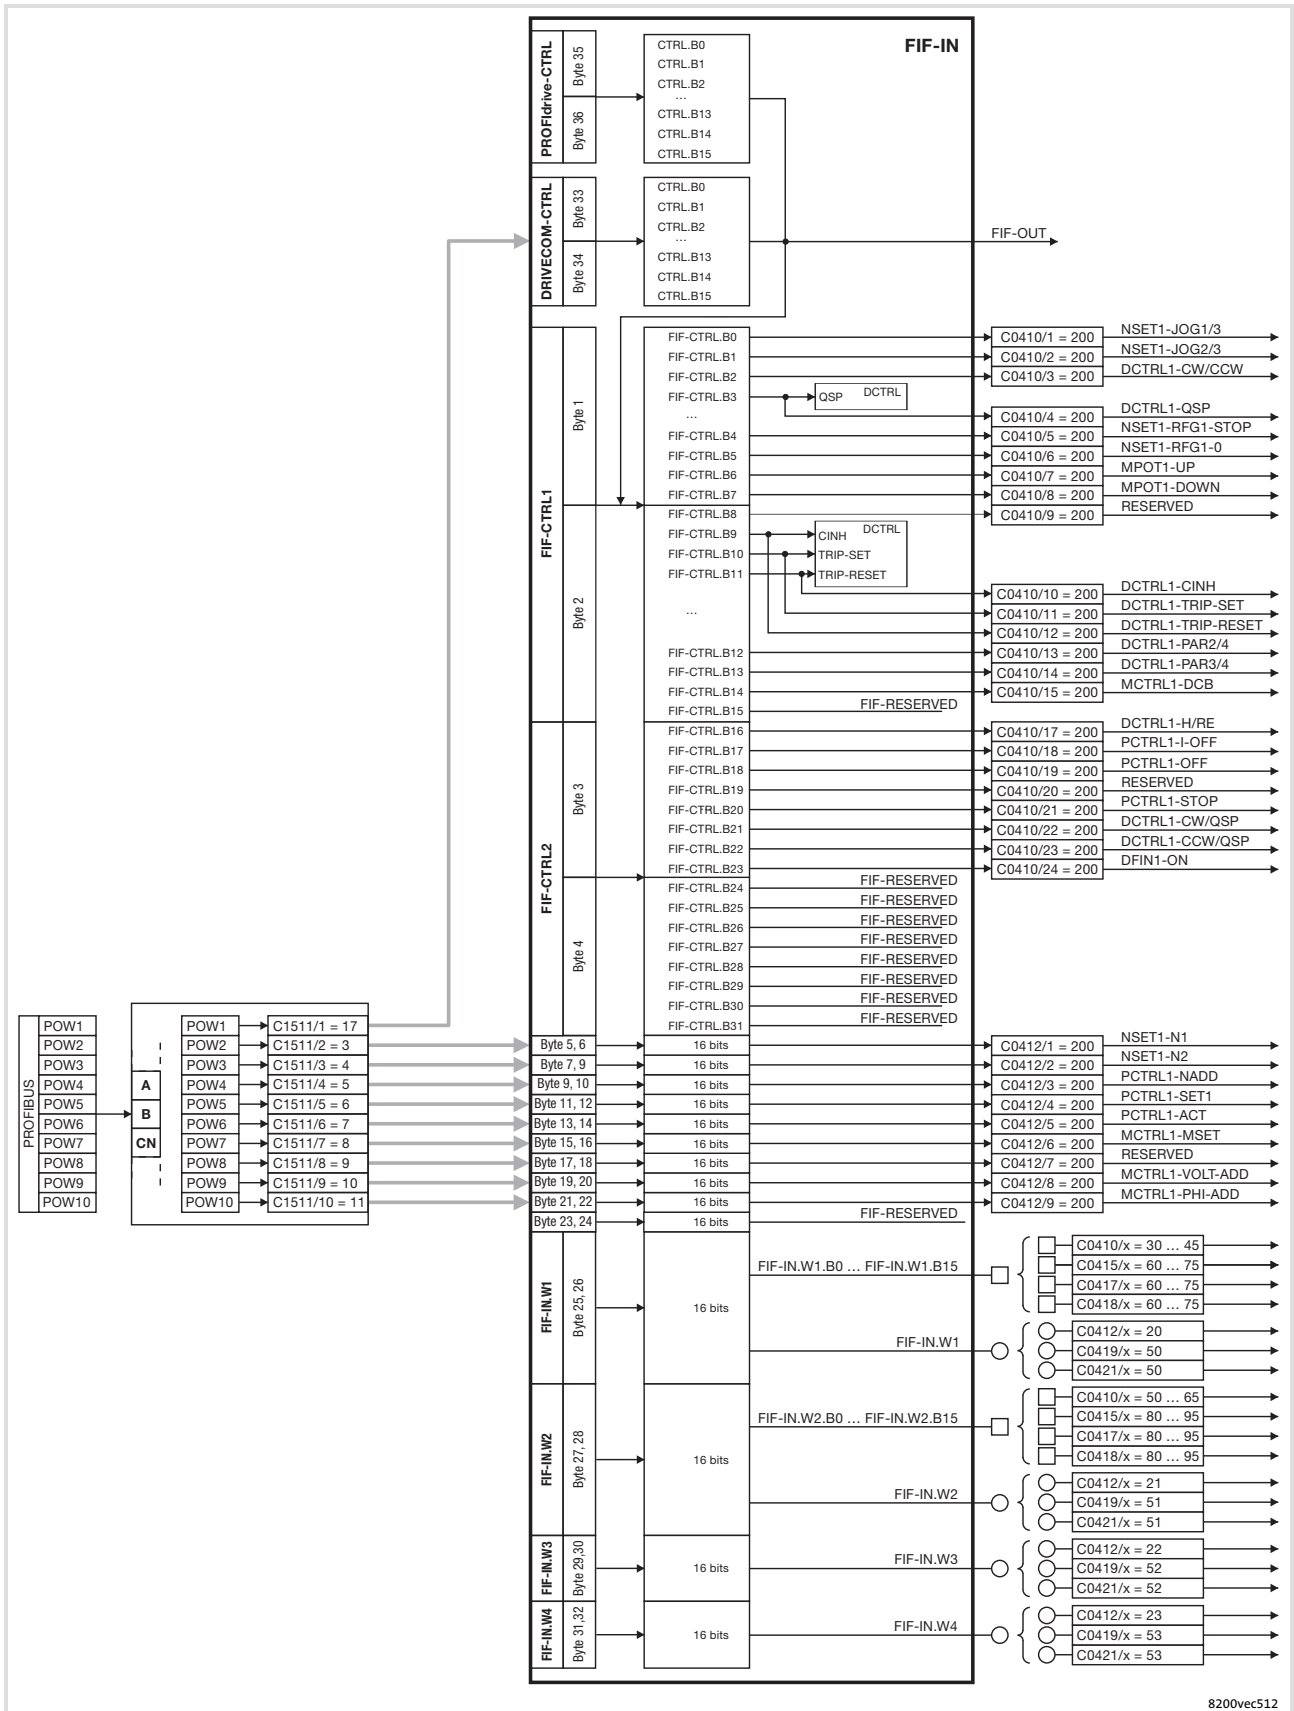 FIF-IN
PROFIdrive-CTRL
Byte 35
Byte 36
CTRL.B0
CTRL.B1
CTRL.B2
...
CTRL.B13
CTRL.B14
CTRL.B15
DRIVECOM-CTRL
Byte 33
Byte 34
CTRL.B0
CTRL.B1
CTRL.B2
...
CTRL.B13
CTRL.B14
CTRL.B15
FIF-OUT
FIF-CTRL1
Byte 1
Byte 2
FIF-CTRL.B0 C0410/1 = 200 NSET1-JOG1/3
FIF-CTRL.B1 C0410/2 = 200 NSET1-JOG2/3
FIF-CTRL.B2 C0410/3 = 200 DCTRL1-CW/CCW
FIF-CTRL.B3 QSP DCTRL
... C0410/4 = 200 DCTRL1-QSP
FIF-CTRL.B4 C0410/5 = 200 NSET1-RFG1-STOP
FIF-CTRL.B5 C0410/6 = 200 NSET1-RFG1-0
FIF-CTRL.B6 C0410/7 = 200 MPOT1-UP
FIF-CTRL.B7 C0410/8 = 200 MPOT1-DOWN
FIF-CTRL.B8 C0410/9 = 200 RESERVED
FIF-CTRL.B9 CINH DCTRL
FIF-CTRL.B10 TRIP-SET
FIF-CTRL.B11 TRIP-RESET
C0410/10 = 200 DCTRL1-CINH
... C0410/11 = 200 DCTRL1-TRIP-SET
C0410/12 = 200 DCTRL1-TRIP-RESET
FIF-CTRL.B12 C0410/13 = 200 DCTRL1-PAR2/4
FIF-CTRL.B13 C0410/14 = 200 DCTRL1-PAR3/4
FIF-CTRL.B14 C0410/15 = 200 MCTRL1-DCB
FIF-CTRL.B15 FIF-RESERVED
FIF-CTRL2
Byte 3
Byte 4
FIF-CTRL.B16 C0410/17 = 200 DCTRL1-H/RE
FIF-CTRL.B17 C0410/18 = 200 PCTRL1-I-OFF
FIF-CTRL.B18 C0410/19 = 200 PCTRL1-OFF
FIF-CTRL.B19 C0410/20 = 200 RESERVED
FIF-CTRL.B20 C0410/21 = 200 PCTRL1-STOP
FIF-CTRL.B21 C0410/22 = 200 DCTRL1-CW/QSP
FIF-CTRL.B22 C0410/23 = 200 DCTRL1-CCW/QSP
FIF-CTRL.B23 C0410/24 = 200 DFIN1-ON
FIF-CTRL.B24 FIF-RESERVED
FIF-CTRL.B25 FIF-RESERVED
FIF-CTRL.B26 FIF-RESERVED
FIF-CTRL.B27 FIF-RESERVED
FIF-CTRL.B28 FIF-RESERVED
FIF-CTRL.B29 FIF-RESERVED
FIF-CTRL.B30 FIF-RESERVED
FIF-CTRL.B31 FIF-RESERVED
PROFIBUS
A
B
CN
POW1 POW1 C1511/1 = 17
POW2 POW2 C1511/2 = 3 Byte 5, 6 16 bits C0412/1 = 200 NSET1-N1
POW3 POW3 C1511/3 = 4 Byte 7, 9 16 bits C0412/2 = 200 NSET1-N2
POW4 POW4 C1511/4 = 5 Byte 9, 10 16 bits C0412/3 = 200 PCTRL1-NADD
POW5 POW5 C1511/5 = 6 Byte 11, 12 16 bits C0412/4 = 200 PCTRL1-SET1
POW6 POW6 C1511/6 = 7 Byte 13, 14 16 bits C0412/5 = 200 PCTRL1-ACT
POW7 POW7 C1511/7 = 8 Byte 15, 16 16 bits C0412/6 = 200 MCTRL1-MSET
POW8 POW8 C1511/8 = 9 Byte 17, 18 16 bits C0412/7 = 200 RESERVED
POW9 POW9 C1511/9 = 10 Byte 19, 20 16 bits C0412/8 = 200 MCTRL1-VOLT-ADD
POW10 POW10 C1511/10 = 11 Byte 21, 22 16 bits C0412/9 = 200 MCTRL1-PHI-ADD
Byte 23, 24 16 bits FIF-RESERVED
FIF-IN.W1
Byte 25, 26
16 bits
FIF-IN.W1.B0 ... FIF-IN.W1.B15
C0410/x = 30 ... 45
C0415/x = 60 ... 75
C0417/x = 60 ... 75
C0418/x = 60 ... 75
FIF-IN.W1
C0412/x = 20
C0419/x = 50
C0421/x = 50
FIF-IN.W2
Byte 27, 28
16 bits
FIF-IN.W2.B0 ... FIF-IN.W2.B15
C0410/x = 50 ... 65
C0415/x = 80 ... 95
C0417/x = 80 ... 95
C0418/x = 80 ... 95
FIF-IN.W2
C0412/x = 21
C0419/x = 51
C0421/x = 51
FIF-IN.W3
Byte 29,30
16 bits
FIF-IN.W3
C0412/x = 22
C0419/x = 52
C0421/x = 52
FIF-IN.W4
Byte 31,32
16 bits
FIF-IN.W4
C0412/x = 23
C0419/x = 53
C0421/x = 53
8200vec512